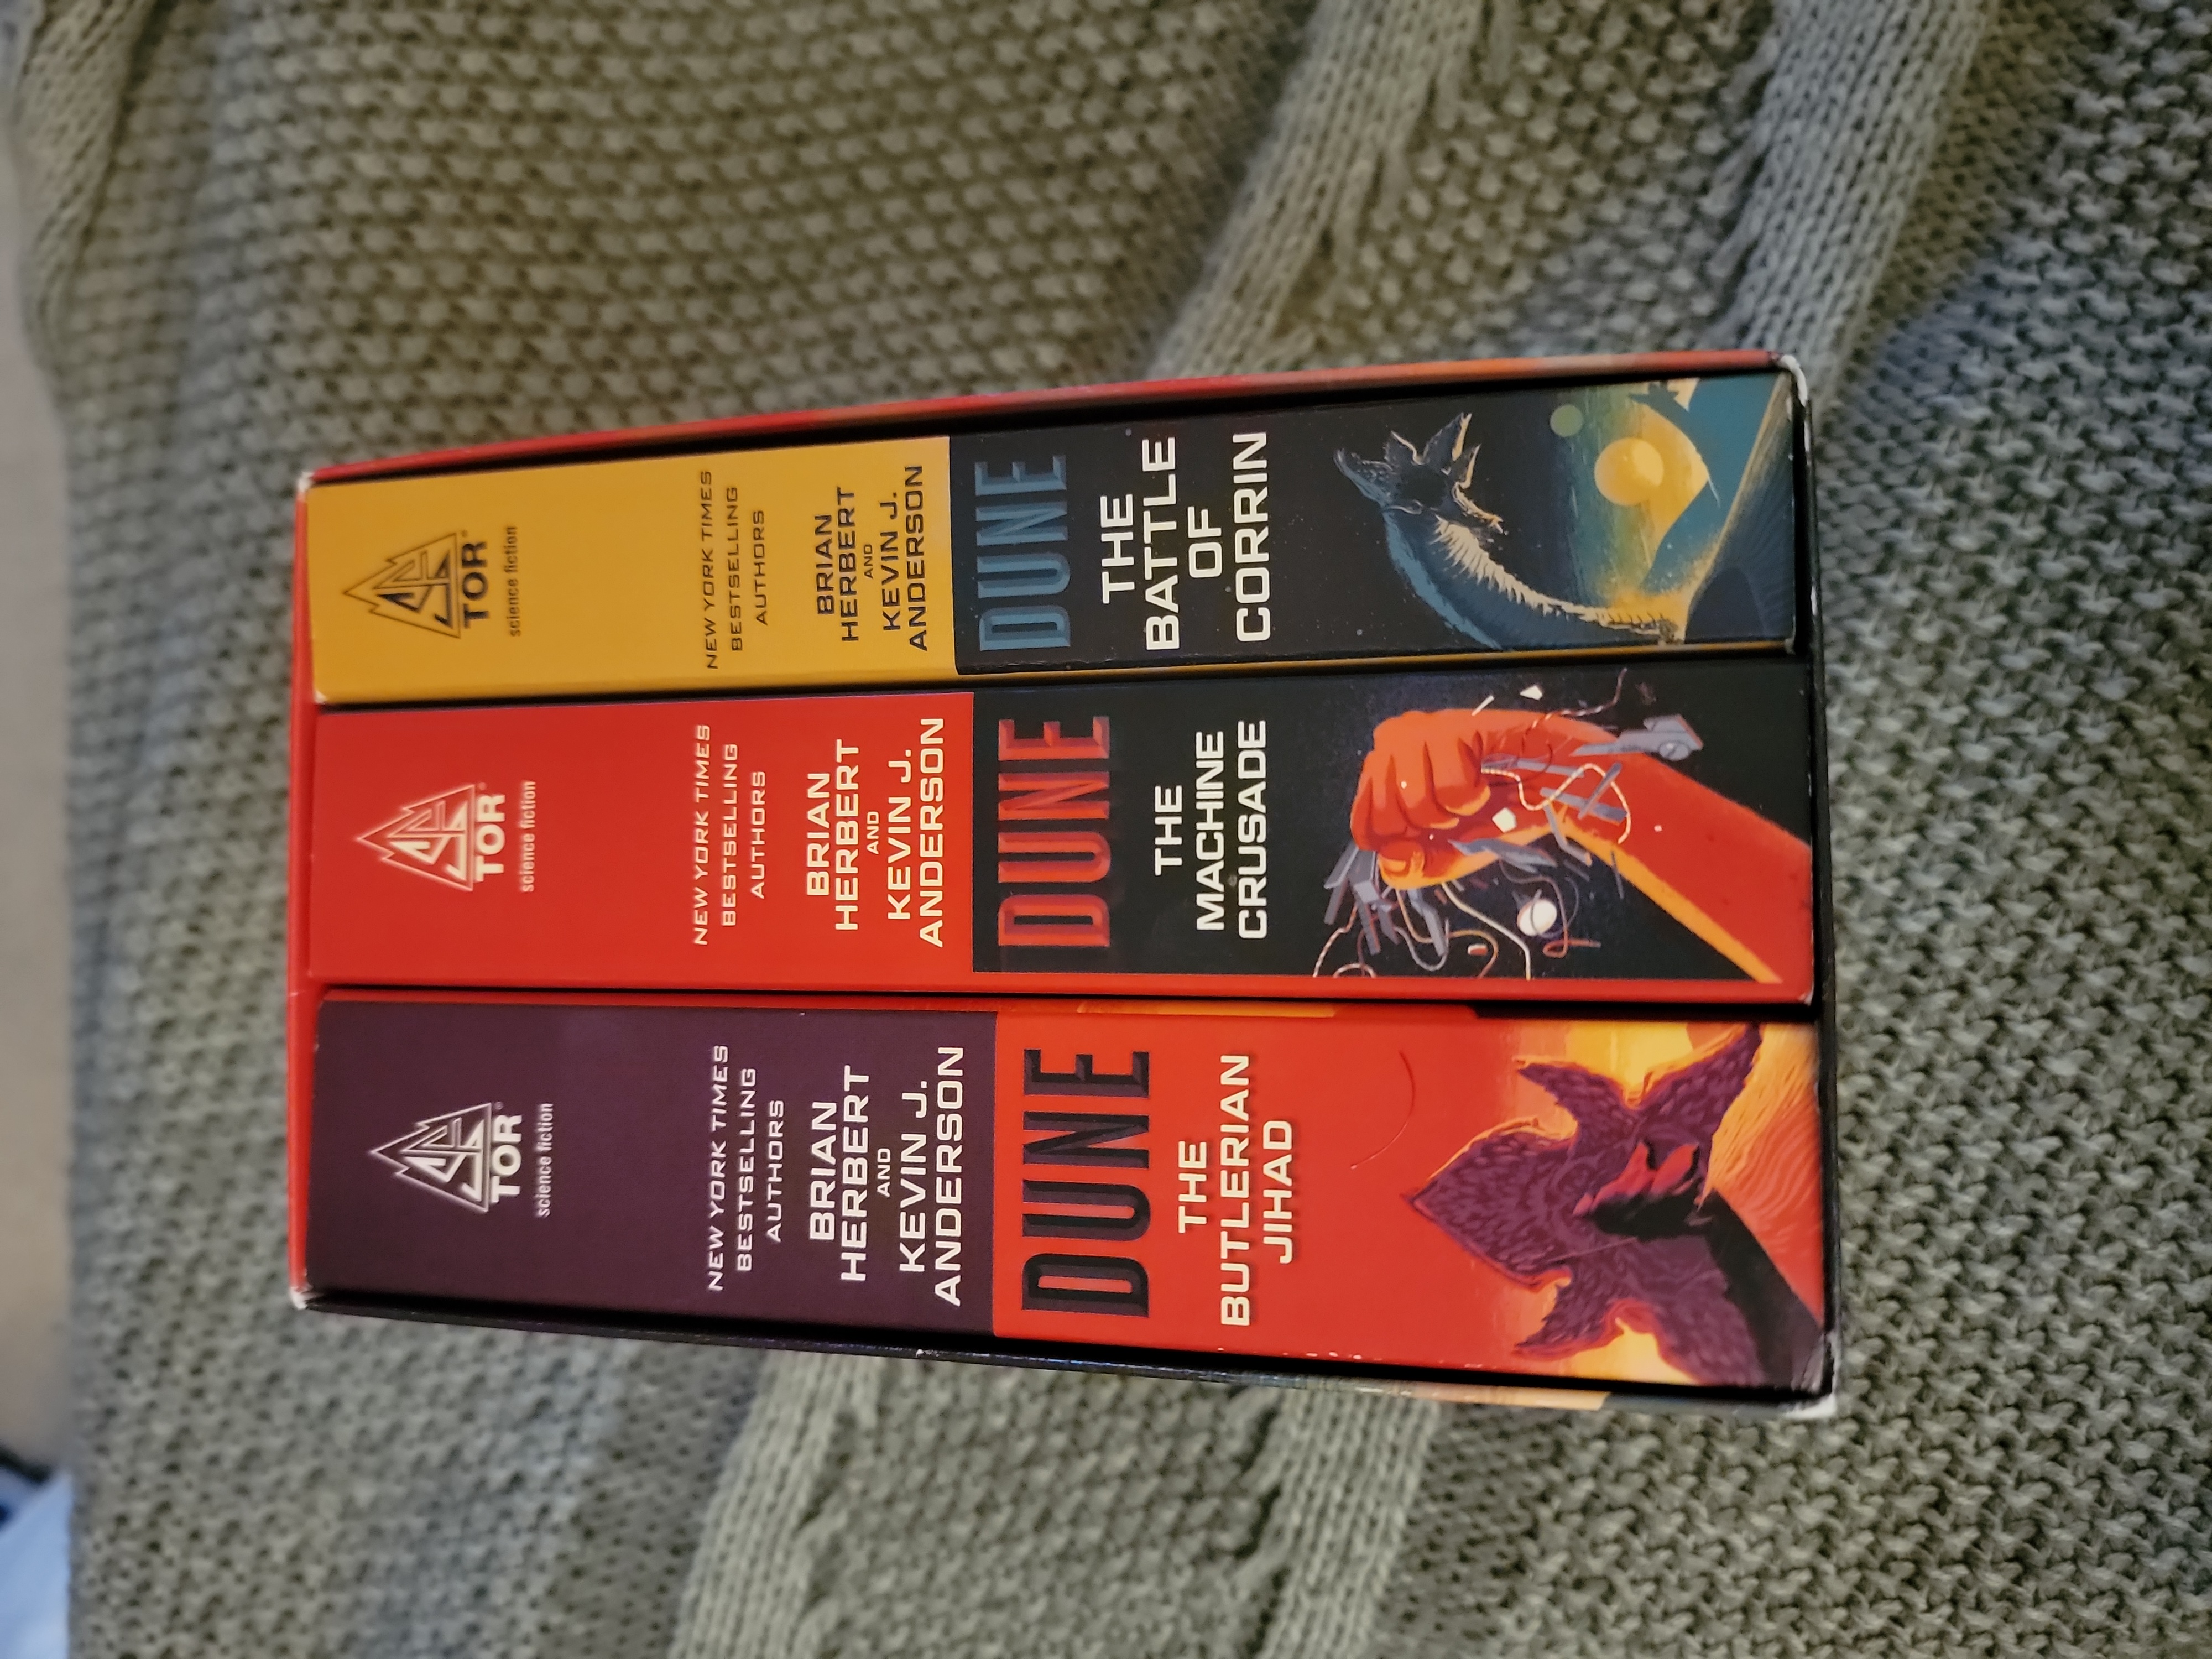 TOR®
science fiction
NEW YORK TIMES
BESTSELLING
AUTHORS
BRIAN
HERBERT
AND
KEVIN J.
ANDERSON
DUNE
THE
BUTLERIAN
JIHAD
TOR®
science fiction
NEW YORK TIMES
BESTSELLING
AUTHORS
BRIAN
HERBERT
AND
KEVIN J.
ANDERSON
DUNE
THE
MACHINE
CRUSADE
TOR®
science fiction
NEW YORK TIMES
BESTSELLING
AUTHORS
BRIAN
HERBERT
AND
KEVIN J.
ANDERSON
DUNE
THE
BATTLE
OF
CORRIN